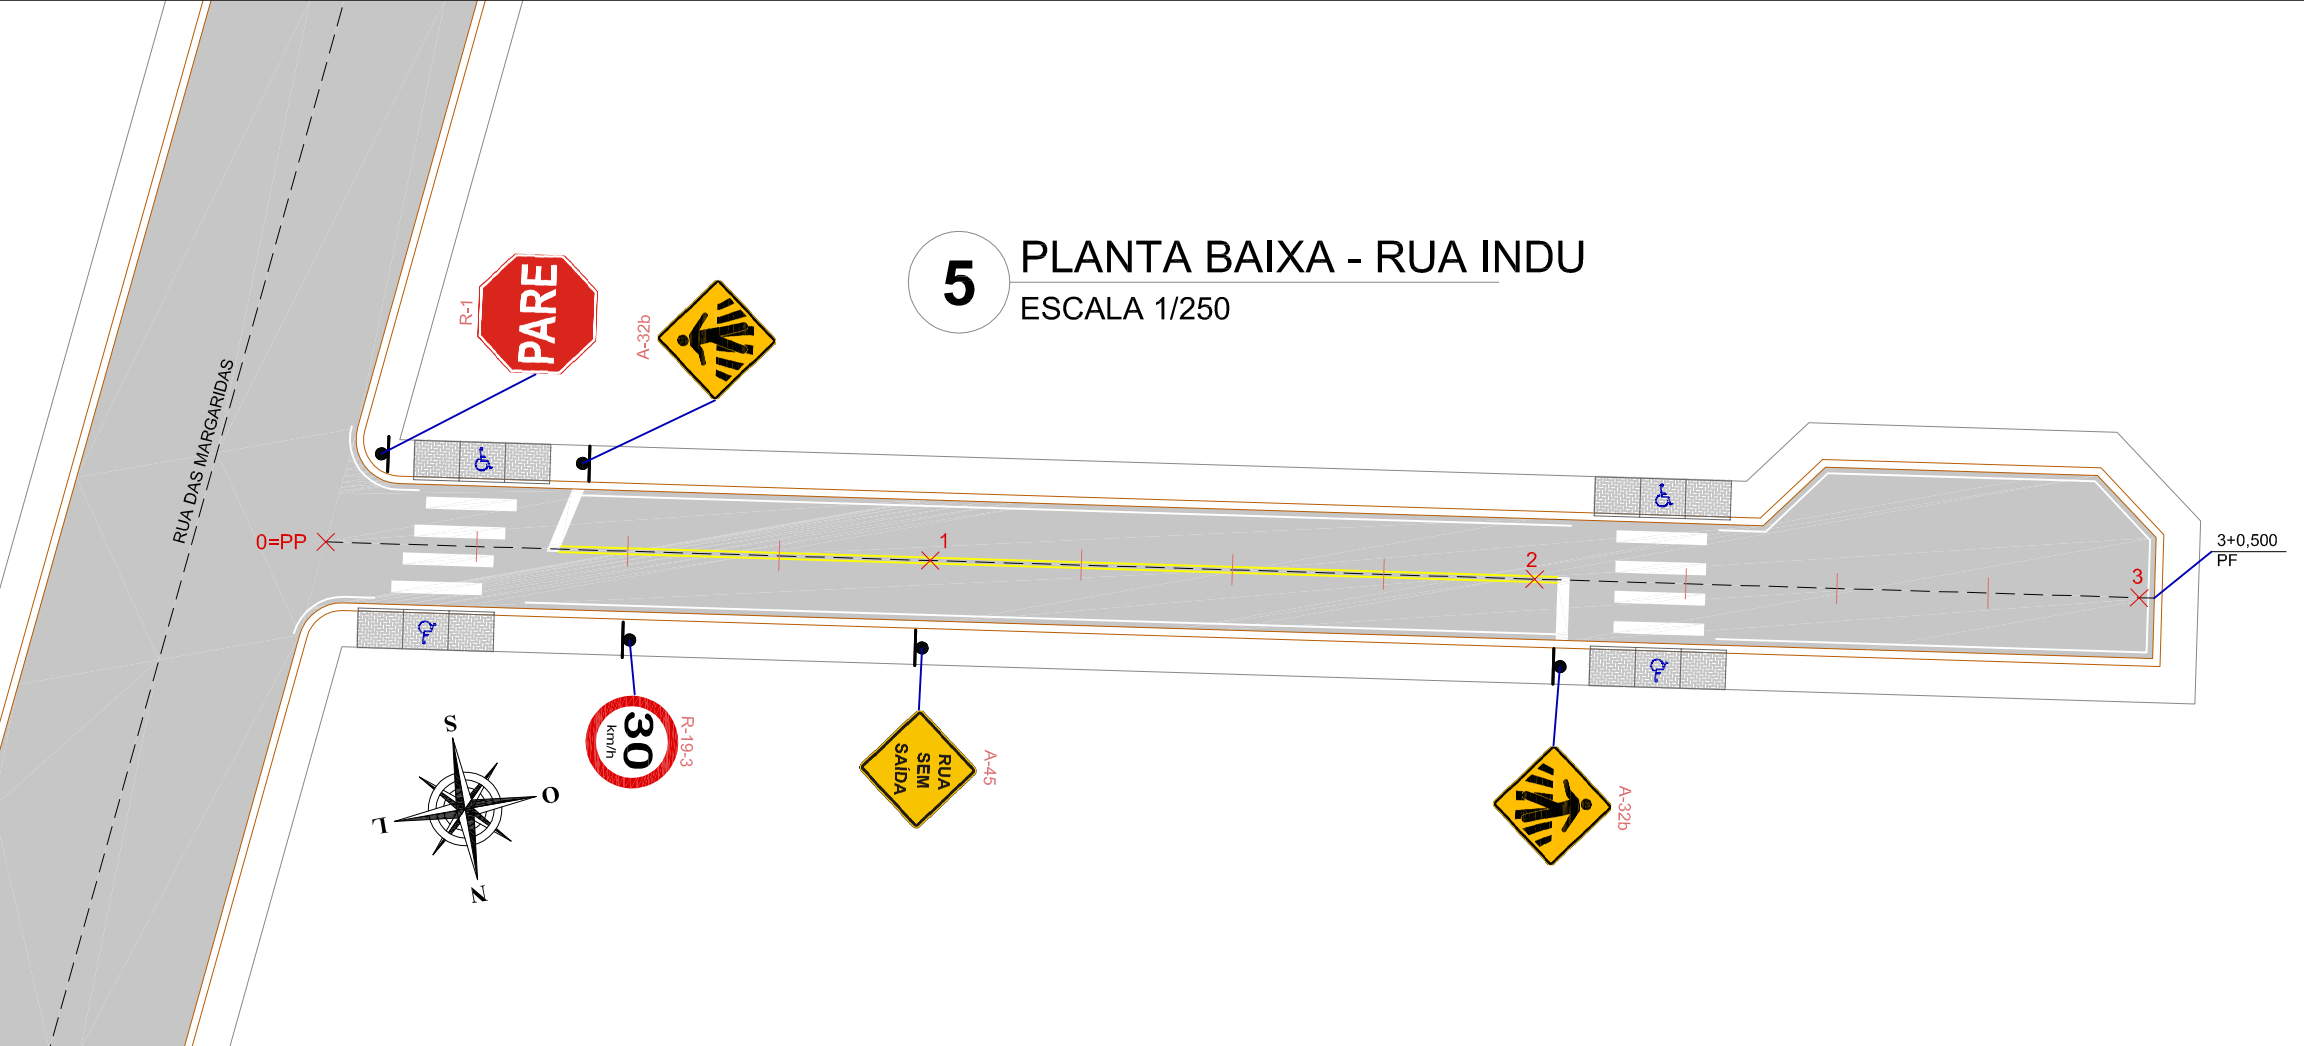 5
PLANTA BAIXA - RUA INDU
ESCALA 1/250
RUA DAS MARGARIDAS
R-1
PARE
A-32b
0=PP
1
2
3
3+0,500
PF
30
km/h
R-19-3
RUA
SEM
SAÍDA
A-45
A-32b
S
O
L
N